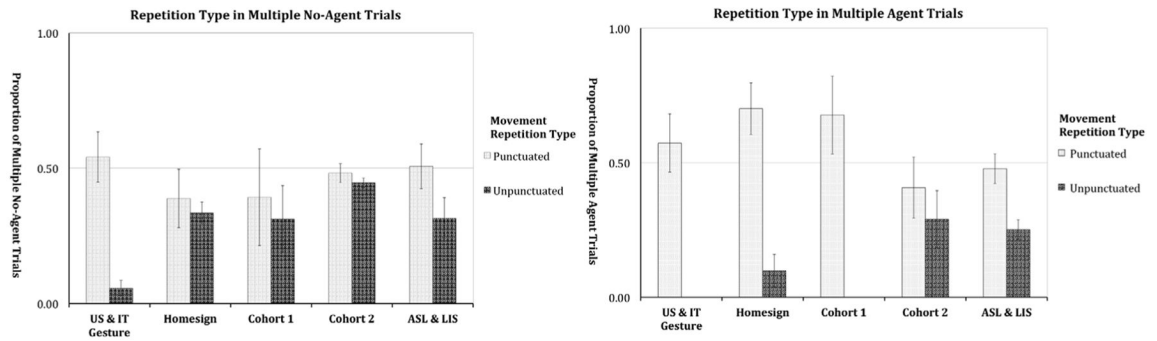 Repetition Type in Multiple No-Agent Trials
Proportion of Multiple No-Agent Trials
1.00
0.50
0.00
US & IT
Gesture
Homesign
Cohort 1
Cohort 2
ASL & LIS
Movement
Repetition Type
Punctuated
Unpunctuated
Repetition Type in Multiple Agent Trials
Proportion of Multiple Agent Trials
1.00
0.50
0.00
US & IT
Gesture
Homesign
Cohort 1
Cohort 2
ASL & LIS
Movement
Repetition Type
Punctuated
Unpunctuated